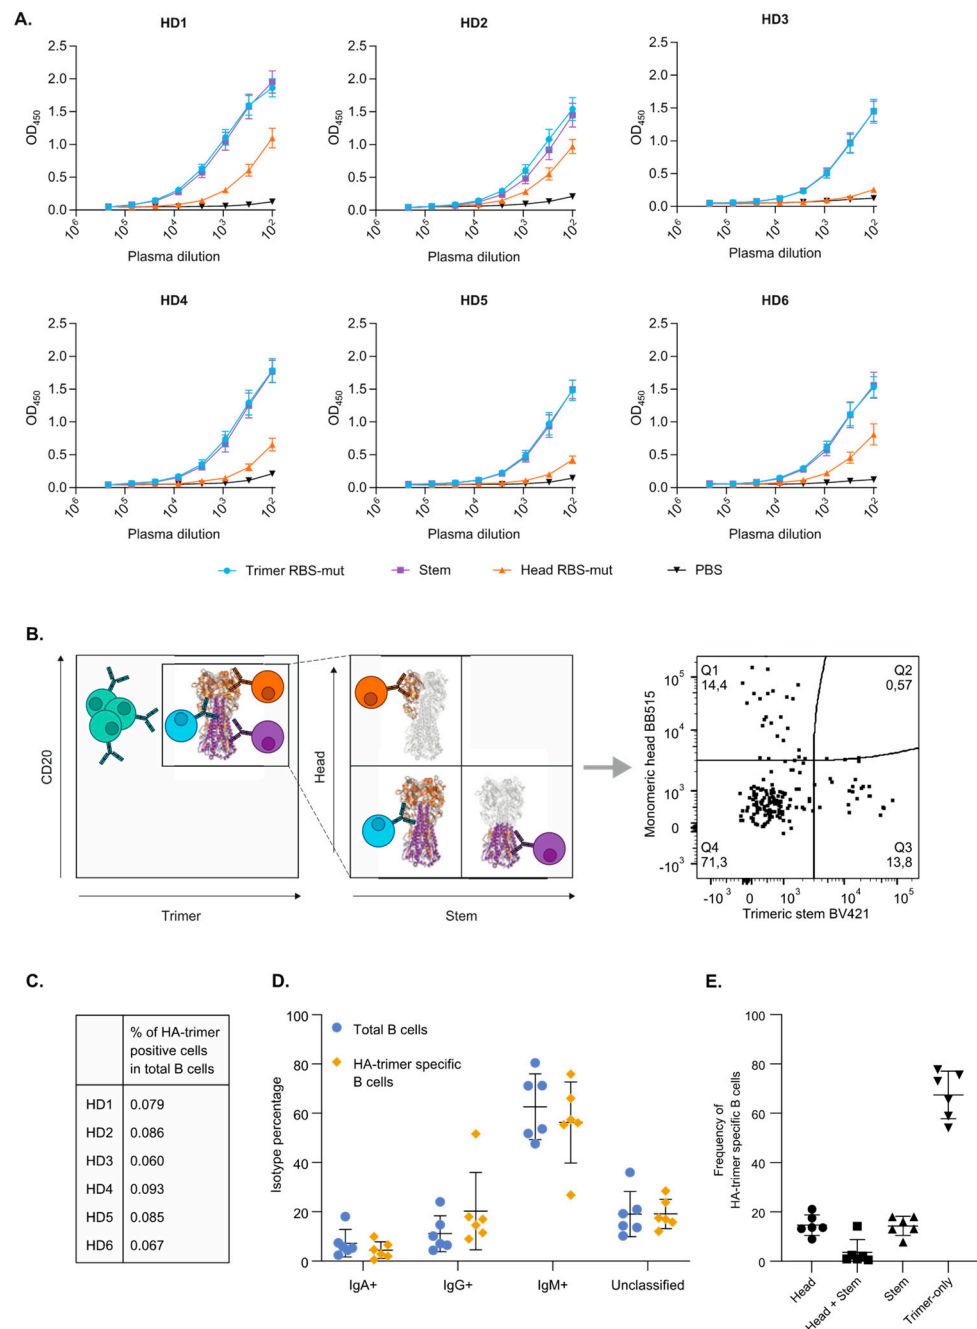 A.
HD1
HD2
HD3
2.5
2.0
1.5
1.0
0.5
0.0
OD450
10^6
10^5
10^4
10^3
10^2
Plasma dilution
2.5
2.0
1.5
1.0
0.5
0.0
OD450
10^6
10^5
10^4
10^3
10^2
Plasma dilution
2.5
2.0
1.5
1.0
0.5
0.0
OD450
10^6
10^5
10^4
10^3
10^2
Plasma dilution
HD4
HD5
HD6
2.5
2.0
1.5
1.0
0.5
0.0
OD450
10^6
10^5
10^4
10^3
10^2
Plasma dilution
2.5
2.0
1.5
1.0
0.5
0.0
OD450
10^6
10^5
10^4
10^3
10^2
Plasma dilution
2.5
2.0
1.5
1.0
0.5
0.0
OD450
10^6
10^5
10^4
10^3
10^2
Plasma dilution
Trimer RBS-mut
Stem
Head RBS-mut
PBS
B.
CD20
Trimer
Head
Stem
Monomeric head BB515
10^5
10^4
10^3
0
-10^3
Q1
14,4
Q2
0,57
Q4
71,3
Q3
13,8
-10^3
0
10^3
10^4
10^5
Trimeric stem BV421
C.
% of HA-trimer
positive cells
in total B cells
HD1 0.079
HD2 0.086
HD3 0.060
HD4 0.093
HD5 0.085
HD6 0.067
D.
Isotype percentage
100
80
60
40
20
0
Total B cells
HA-trimer specific
B cells
IgA+
IgG+
IgM+
Unclassified
E.
Frequency of
HA-trimer specific B cells
100
80
60
40
20
0
Head
Head + Stem
Stem
Trimer-only